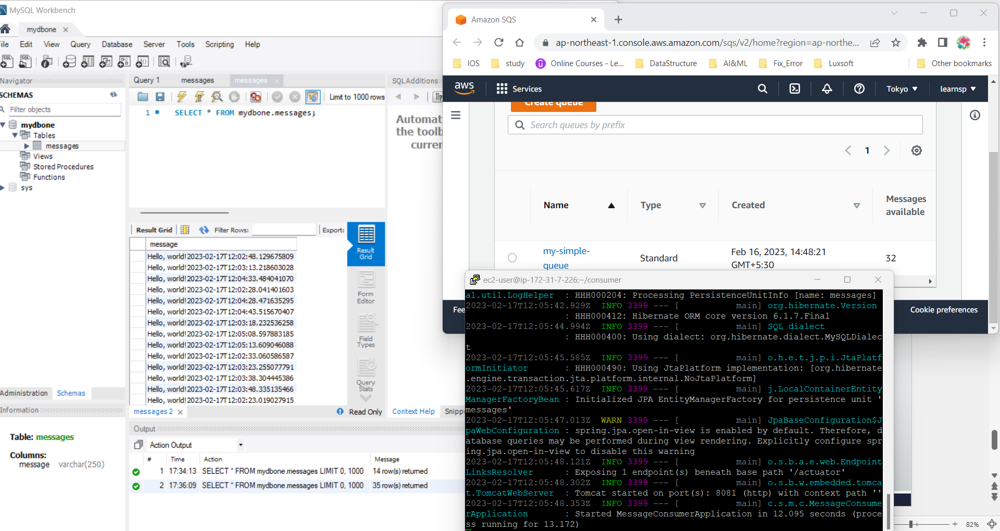 MySQL Workbench
mydbone
ile Edit View Query Database Server Tools Scripting Help
Navigator
SCHEMAS
Filter objects
mydbone
Tables
messages
Views
Stored Procedures
Functions
sys
Administration Schemas
Information
Table: messages
Columns:
message varchar(250)
Query 1 messages messages
Limit to 1000 rows
1 SELECT * FROM mydbone.messages;
Result Grid Filter Rows: Export:
message
Hello, world!2023-02-17T12:02:48.129675809
Hello, world!2023-02-17T12:03:13.218603028
Hello, world!2023-02-17T12:04:33.484041070
Hello, world!2023-02-17T12:02:28.041401603
Hello, world!2023-02-17T12:04:28.471635295
Hello, world!2023-02-17T12:04:43.515670407
Hello, world!2023-02-17T12:03:18.232536258
Hello, world!2023-02-17T12:05:08.597883185
Hello, world!2023-02-17T12:05:13.609046088
Hello, world!2023-02-17T12:02:33.060586587
Hello, world!2023-02-17T12:03:23.255077791
Hello, world!2023-02-17T12:03:38.304445386
Hello, world!2023-02-17T12:03:48.335135466
Hello, world!2023-02-17T12:02:23.019027915
Result
Grid
Form
Editor
Field
Types
Query
Stats
messages 2 Read Only
SQLAdditions
Automat
the toolb
curren
Context Help Snipp
Output
Action Output
# Time Action Message
1 17:34:13 SELECT * FROM mydbone.messages LIMIT 0, 1000 14 row(s) returned
2 17:36:09 SELECT * FROM mydbone.messages LIMIT 0, 1000 35 row(s) returned
Amazon SQS
ap-northeast-1.console.aws.amazon.com/sqs/v2/home?region=ap-northe...
IOS study Online Courses - Le... DataStructure AI&ML Fix_Error Luxsoft Other bookmarks
aws Services Tokyo learnsp
Create queue
Search queues by prefix
1
Name Type Created Messages
available
my-simple-
queue Standard Feb 16, 2023, 14:48:21
GMT+5:30 32
Fee
Cookie preferences
ec2-user@ip-172-31-7-226:~/consumer
al.util.LogHelper : HHH000204: Processing PersistenceUnitInfo [name: messages]
2023-02-17T12:05:42.929Z INFO 3399 --- [ main] org.hibernate.Version
: HHH000412: Hibernate ORM core version 6.1.7.Final
2023-02-17T12:05:44.994Z INFO 3399 --- [ main] SQL dialect
: HHH000400: Using dialect: org.hibernate.dialect.MySQLDialec
t
2023-02-17T12:05:45.585Z INFO 3399 --- [ main] o.h.e.t.j.p.i.JtaPlatf
ormInitiator : HHH000490: Using JtaPlatform implementation: [org.hibernate
.engine.transaction.jta.platform.internal.NoJtaPlatform]
2023-02-17T12:05:45.617Z INFO 3399 --- [ main] j.LocalContainerEntity
ManagerFactoryBean : Initialized JPA EntityManagerFactory for persistence unit '
messages'
2023-02-17T12:05:47.013Z WARN 3399 --- [ main] JpaBaseConfiguration$J
paWebConfiguration : spring.jpa.open-in-view is enabled by default. Therefore, d
atabase queries may be performed during view rendering. Explicitly configure spr
ing.jpa.open-in-view to disable this warning
2023-02-17T12:05:48.121Z INFO 3399 --- [ main] o.s.b.a.e.web.Endpoint
LinksResolver : Exposing 1 endpoint(s) beneath base path '/actuator'
2023-02-17T12:05:48.302Z INFO 3399 --- [ main] o.s.b.w.embedded.tomca
t.TomcatWebServer : Tomcat started on port(s): 8081 (http) with context path ''
2023-02-17T12:05:48.353Z INFO 3399 --- [ main] c.s.m.c.MessageConsume
rApplication : Started MessageConsumerApplication in 12.095 seconds (proce
ss running for 13.172)
82%